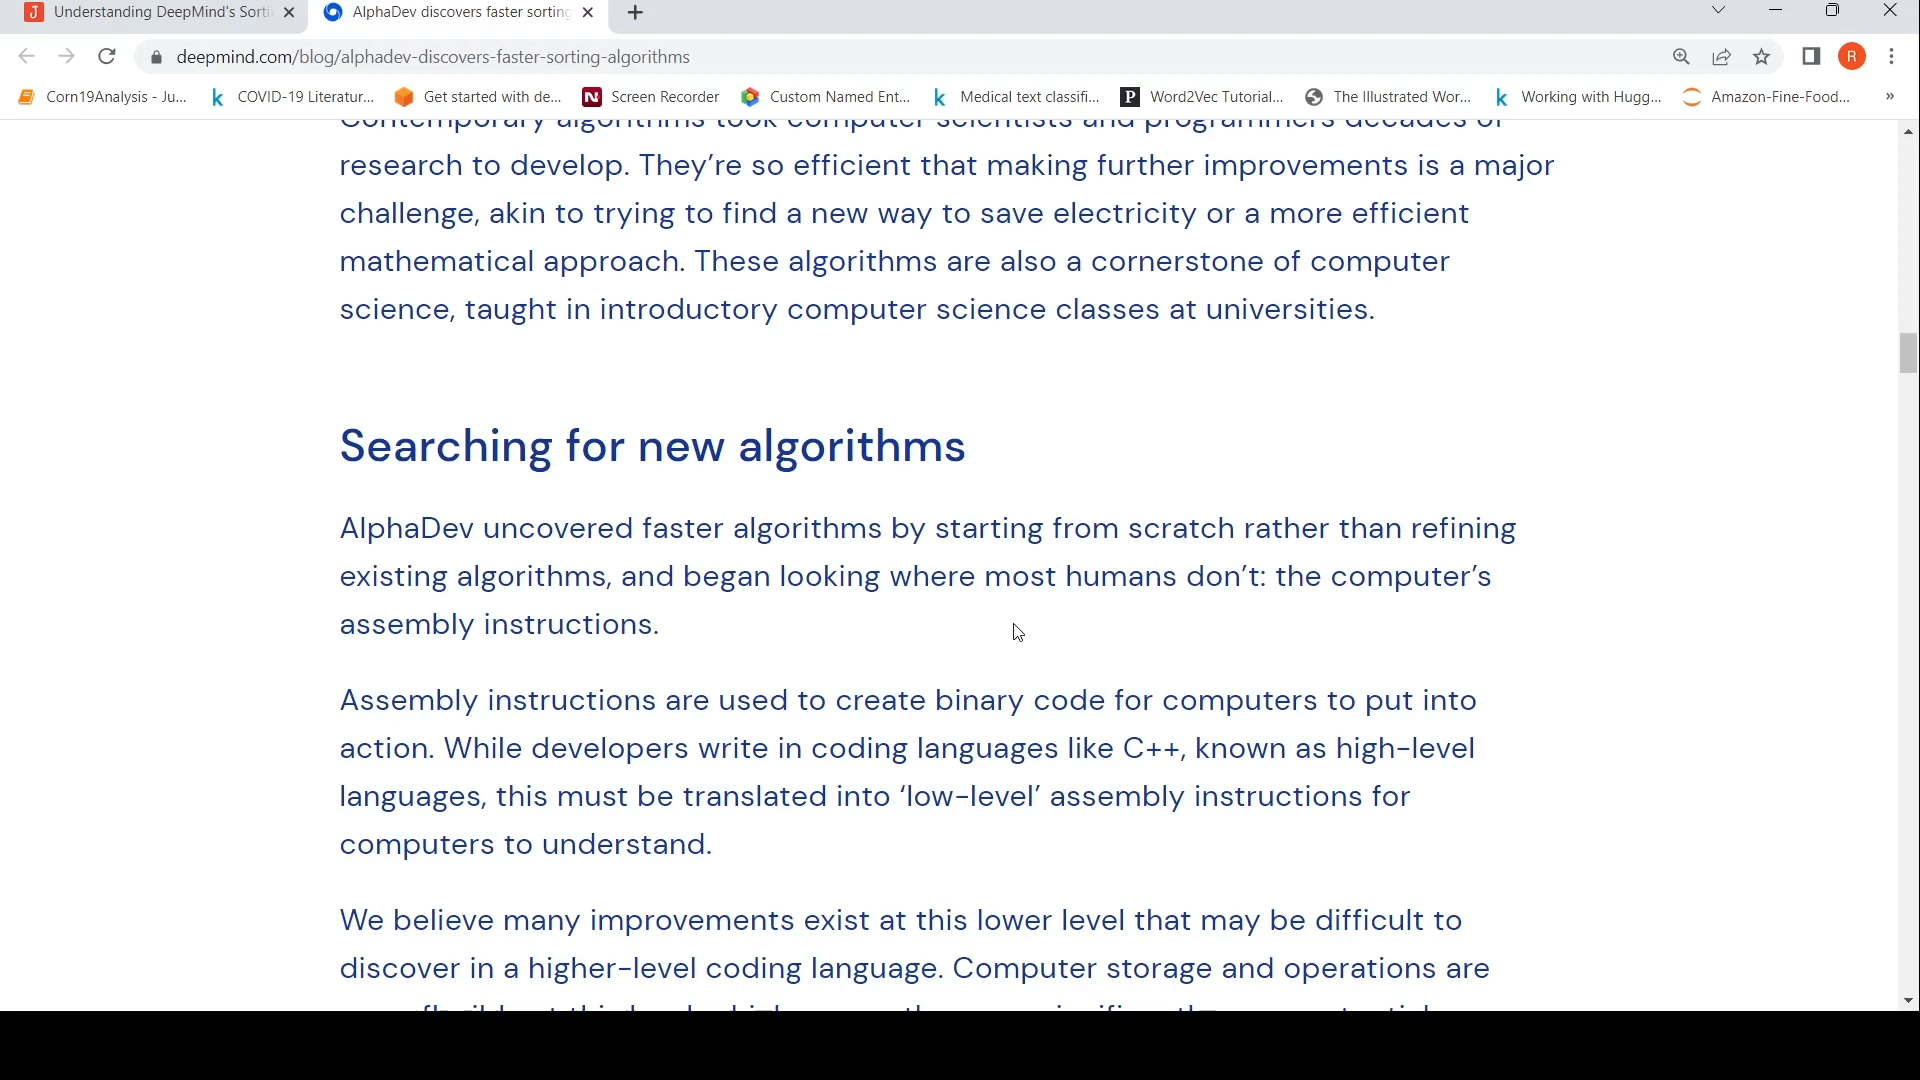 Understanding DeepMind's Sorti
AlphaDev discovers faster sorting
deepmind.com/blog/alphadev-discovers-faster-sorting-algorithms
R
Corn19Analysis - Ju...
COVID-19 Literatur...
Get started with de...
Screen Recorder
Custom Named Ent...
Medical text classifi...
Word2Vec Tutorial...
The Illustrated Wor...
Working with Hugg...
Amazon-Fine-Food...
»
Contemporary algorithms took computer scientists and programmers decades of
research to develop. They’re so efficient that making further improvements is a major
challenge, akin to trying to find a new way to save electricity or a more efficient
mathematical approach. These algorithms are also a cornerstone of computer
science, taught in introductory computer science classes at universities.
Searching for new algorithms
AlphaDev uncovered faster algorithms by starting from scratch rather than refining
existing algorithms, and began looking where most humans don’t: the computer’s
assembly instructions.
Assembly instructions are used to create binary code for computers to put into
action. While developers write in coding languages like C++, known as high-level
languages, this must be translated into ‘low-level’ assembly instructions for
computers to understand.
We believe many improvements exist at this lower level that may be difficult to
discover in a higher-level coding language. Computer storage and operations are